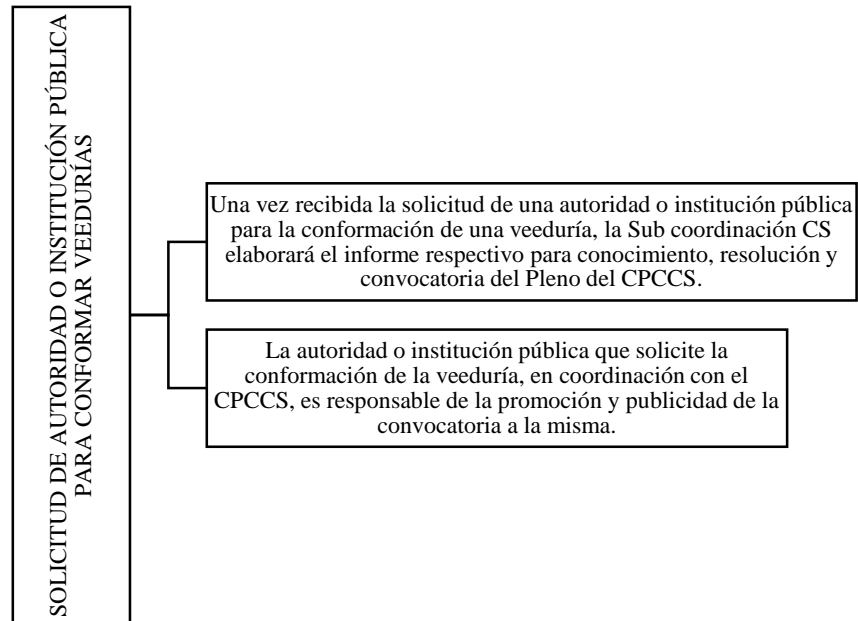 SOLICITUD DE AUTORIDAD O INSTITUCIÓN PÚBLICA
PARA CONFORMAR VEEDURÍAS
Una vez recibida la solicitud de una autoridad o institución pública
para la conformación de una veeduría, la Sub coordinación CS
elaborará el informe respectivo para conocimiento, resolución y
convocatoria del Pleno del CPCCS.
La autoridad o institución pública que solicite la
conformación de la veeduría, en coordinación con el
CPCCS, es responsable de la promoción y publicidad de la
convocatoria a la misma.